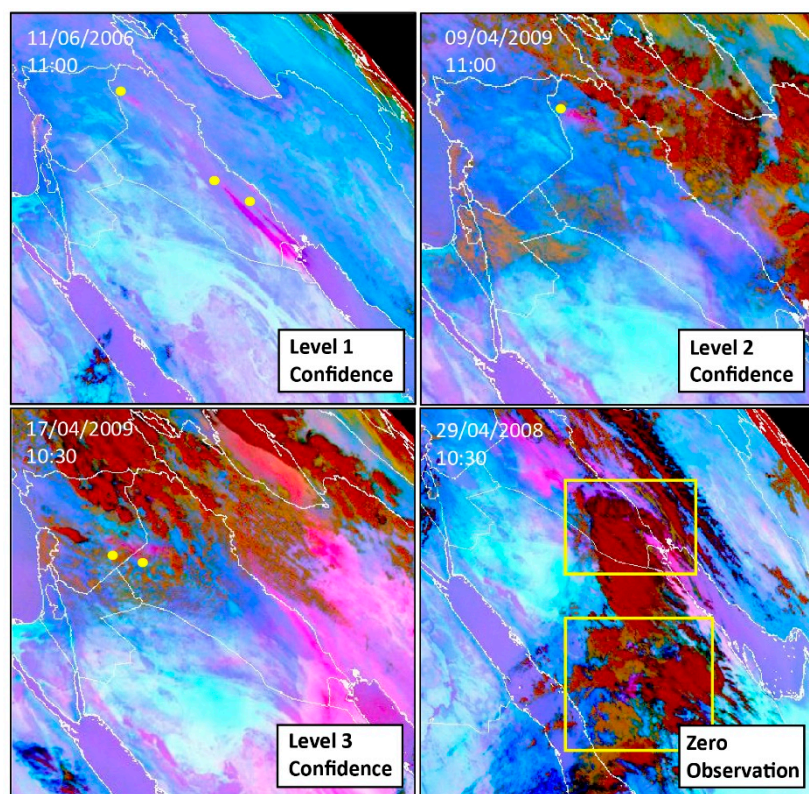 11/06/2006
11:00
Level 1
Confidence
09/04/2009
11:00
Level 2
Confidence
17/04/2009
10:30
Level 3
Confidence
29/04/2008
10:30
Zero
Observation